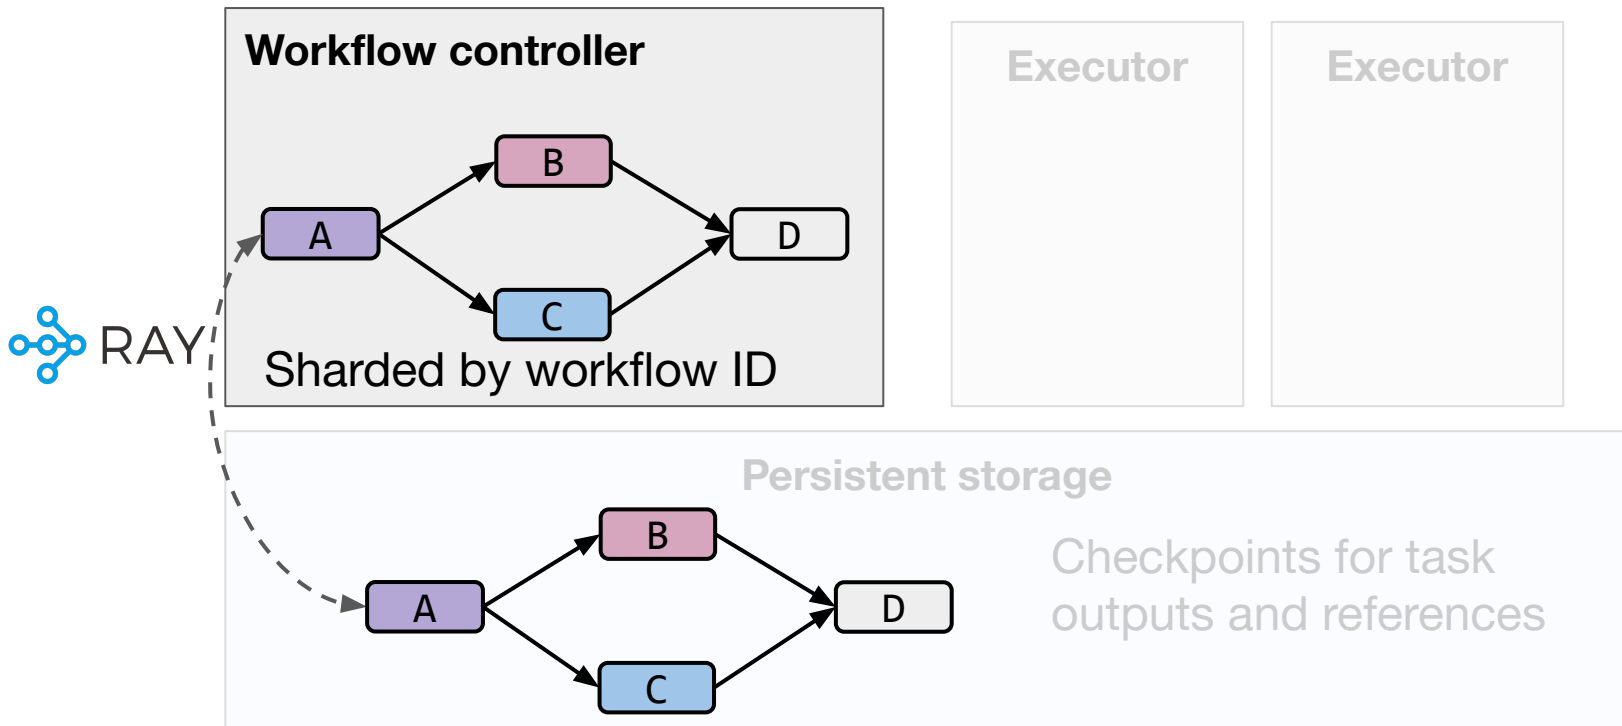 Workflow controller
Executor
Executor
B
A
D
C
RAY
Sharded by workflow ID
Persistent storage
B
Checkpoints for task
A
D
outputs and references
C